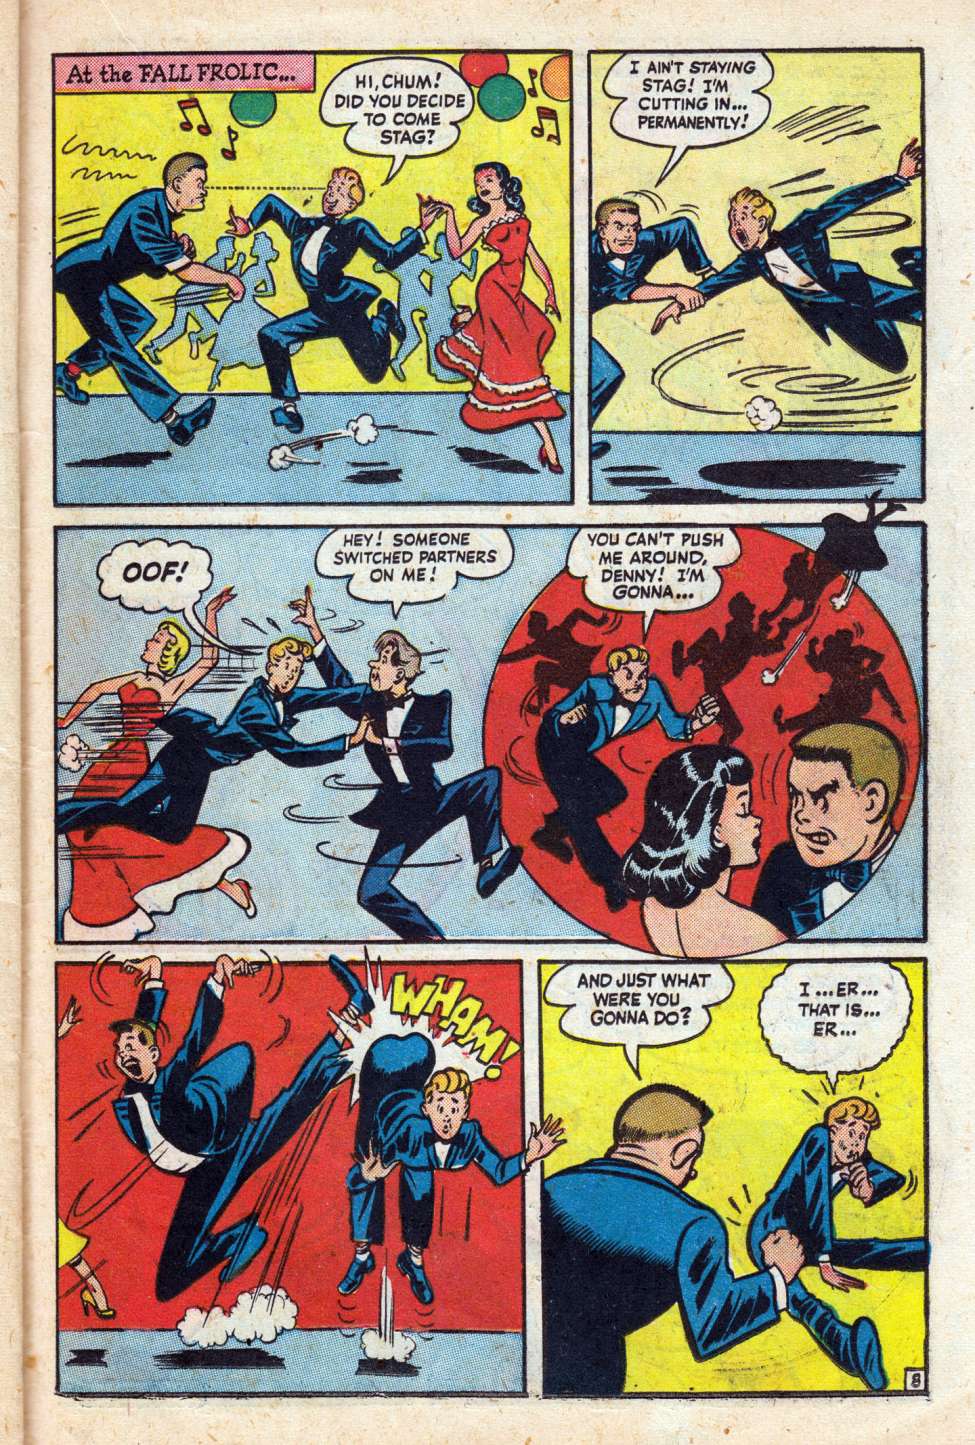 At the FALL FROLIC...
HI, CHUM!
DID YOU DECIDE
TO COME
STAG?
I AIN'T STAYING
STAG! I'M
CUTTING IN...
PERMANENTLY!
OOF!
HEY! SOMEONE
SWITCHED PARTNERS
ON ME!
YOU CAN'T PUSH
ME AROUND,
DENNY! I'M
GONNA...
WHAM!
AND JUST WHAT
WERE YOU
GONNA DO?
I...ER...
THAT IS...
ER...
8